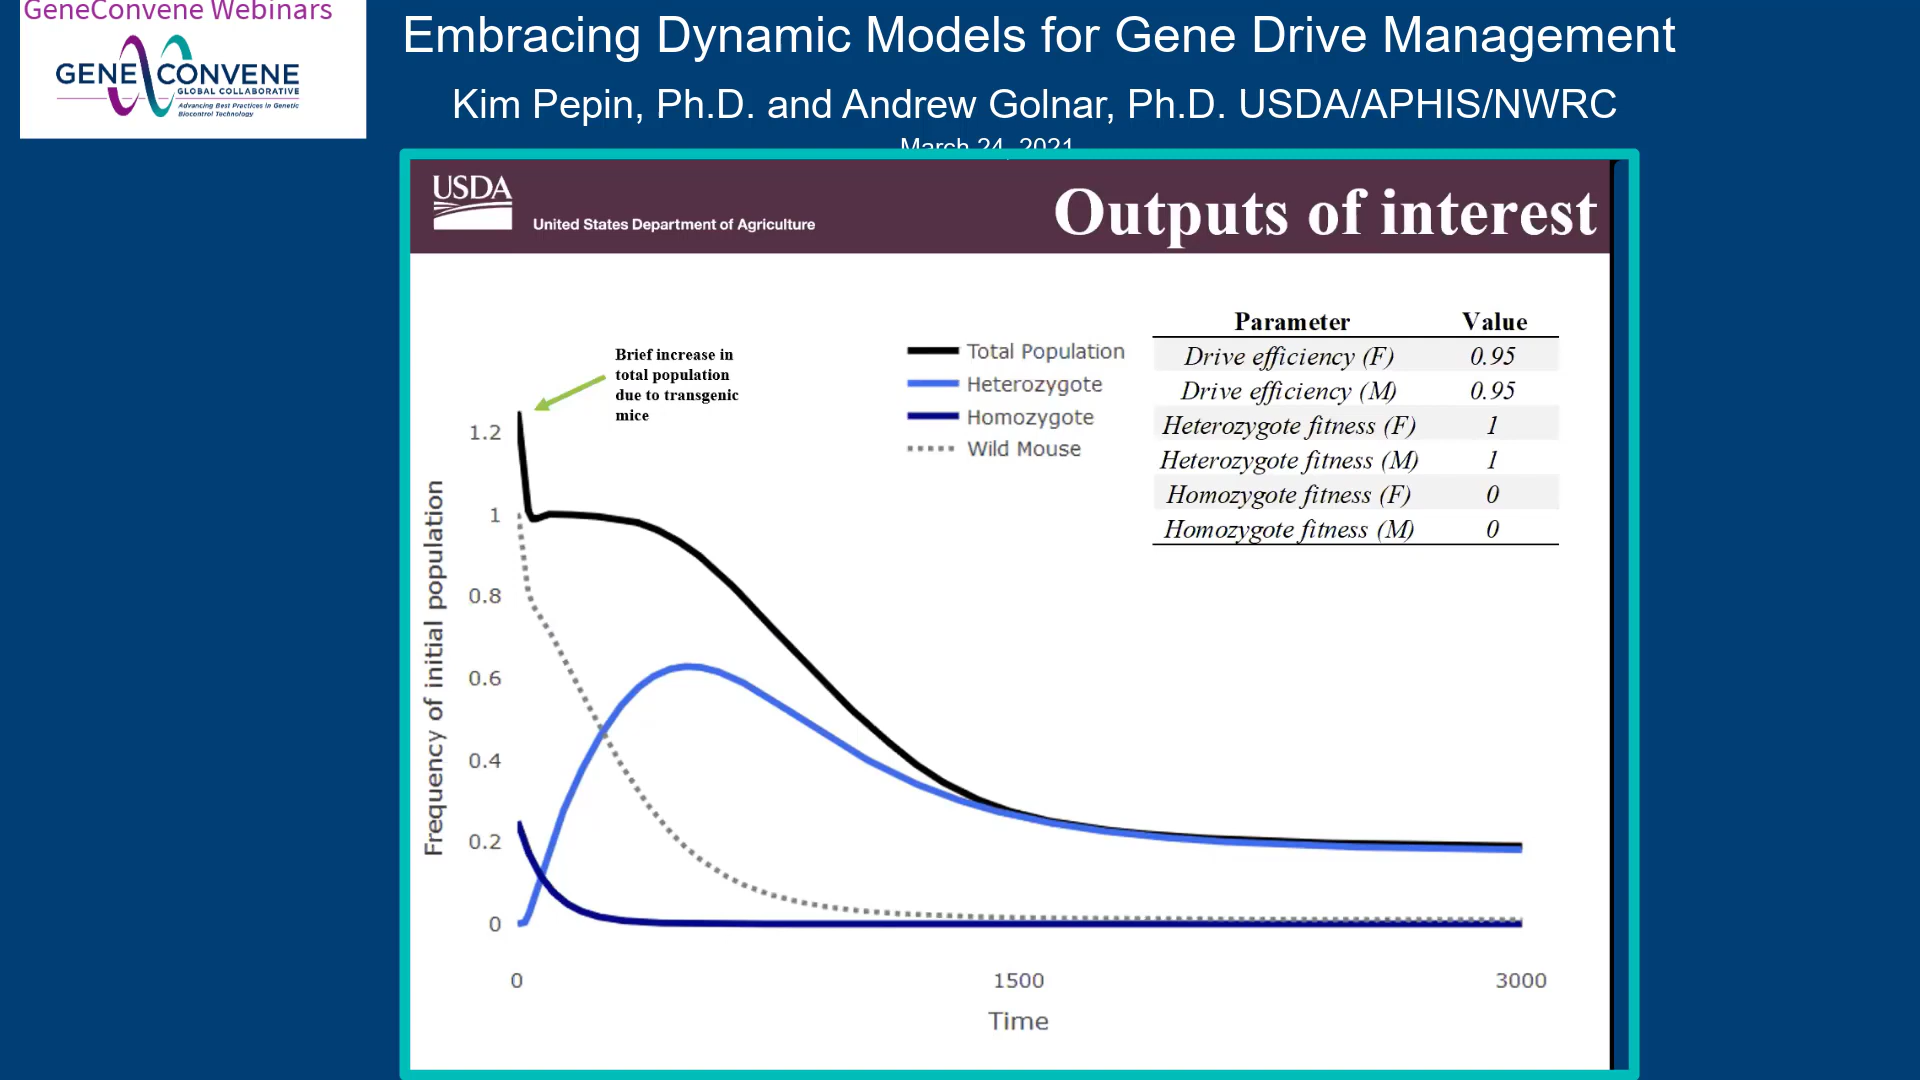 GeneConvene Webinars
GENE CONVENE
GLOBAL COLLABORATIVE
Advancing Best Practices in Genetic
Biocontrol Technology
Embracing Dynamic Models for Gene Drive Management
Kim Pepin, Ph.D. and Andrew Golnar, Ph.D. USDA/APHIS/NWRC
March 24, 2021
USDA
United States Department of Agriculture
Outputs of interest
Brief increase in
total population
due to transgenic
mice
Total Population
Heterozygote
Homozygote
Wild Mouse
Parameter Value
Drive efficiency (F) 0.95
Drive efficiency (M) 0.95
Heterozygote fitness (F) 1
Heterozygote fitness (M) 1
Homozygote fitness (F) 0
Homozygote fitness (M) 0
Frequency of initial population
1.2
1
0.8
0.6
0.4
0.2
0
0 1500 3000
Time